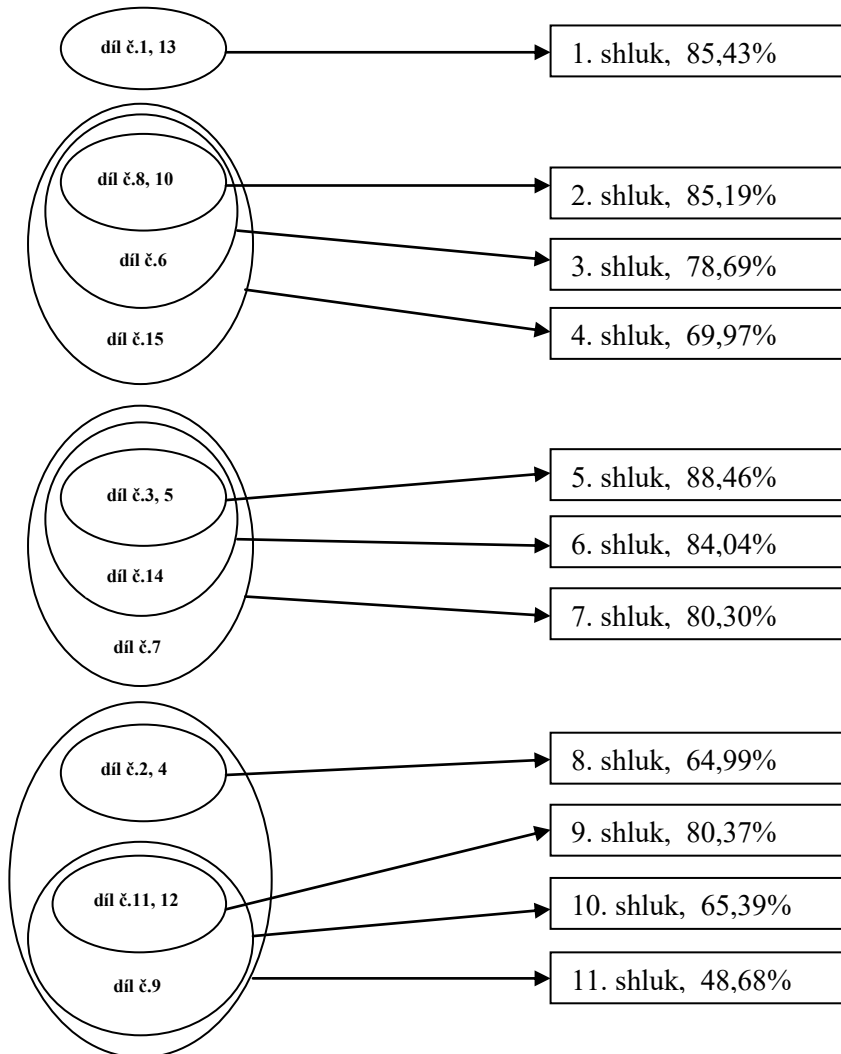 díl č.1, 13
1. shluk, 85,43%
díl č.8, 10
2. shluk, 85,19%
díl č.6
3. shluk, 78,69%
díl č.15
4. shluk, 69,97%
díl č.3, 5
5. shluk, 88,46%
díl č.14
6. shluk, 84,04%
díl č.7
7. shluk, 80,30%
díl č.2, 4
8. shluk, 64,99%
díl č.11, 12
9. shluk, 80,37%
10. shluk, 65,39%
díl č.9
11. shluk, 48,68%